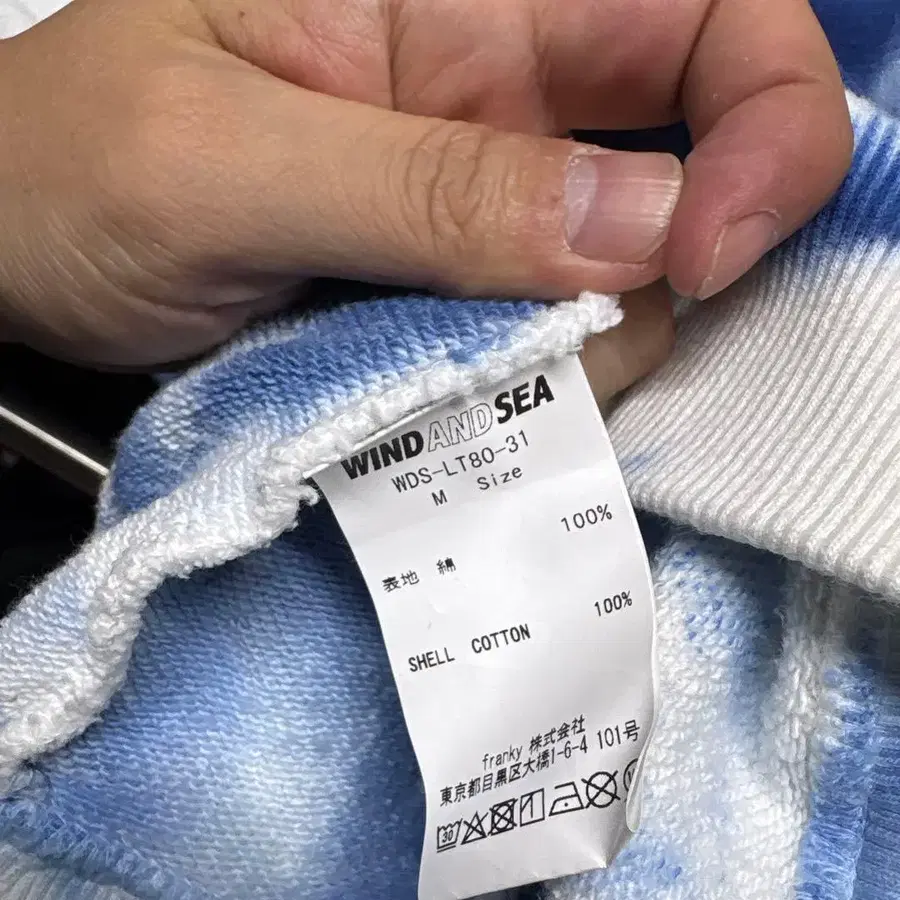 WIND AND SEA
WDS-LT80-31
M Size
表地 綿 100%
SHELL COTTON 100%
franky 株式会社
東京都目黒区大橋1-6-4 101号
30